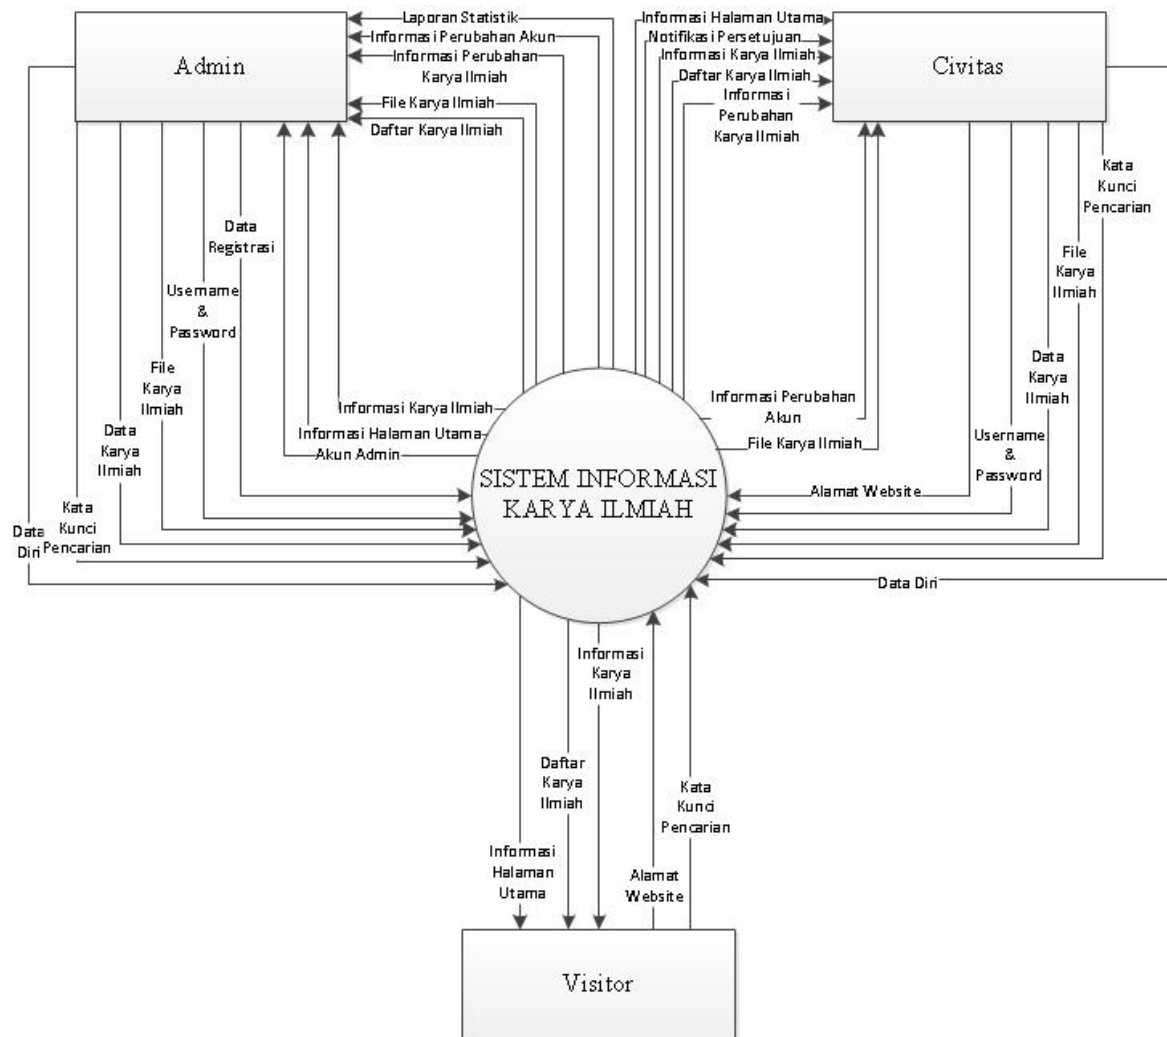 Admin
Laporan Statistik
Informasi Perubahan Akun
Informasi Perubahan
Karya Ilmiah
File Karya Ilmiah
Daftar Karya Ilmiah
Informasi Halaman Utama
Notifikasi Persetujuan
Informasi Karya Ilmiah
Daftar Karya Ilmiah
Informasi
Perubahan
Karya Ilmiah
Civitas
Kata
Kunci
Pencarian
Data
Registrasi
File
Karya
Ilmiah
Username
&
Password
File
Karya
Ilmiah
Data
Karya
Ilmiah
Informasi Karya Ilmiah
Informasi Halaman Utama
Akun Admin
Informasi Perubahan
Akun
File Karya Ilmiah
Data
Karya
Ilmiah
Username
&
Password
SISTEM INFORMASI
KARYA ILMIAH
Alamat Website
Kata
Kunci
Pencarian
Data
Diri
Data Diri
Informasi
Karya
Ilmiah
Daftar
Karya
Ilmiah
Kata
Kunci
Pencarian
Informasi
Halaman
Utama
Alamat
Website
Visitor